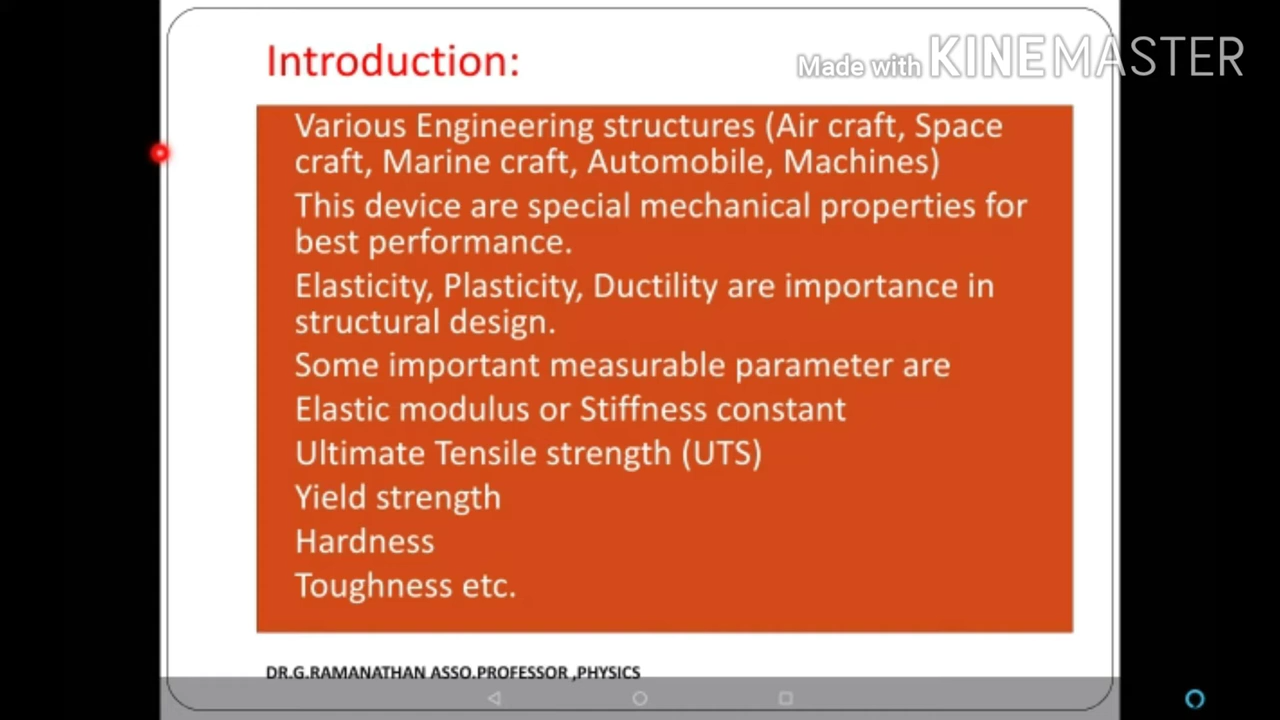 Introduction:
Made with KINEMASTER
Various Engineering structures (Air craft, Space
craft, Marine craft, Automobile, Machines)
This device are special mechanical properties for
best performance.
Elasticity, Plasticity, Ductility are importance in
structural design.
Some important measurable parameter are
Elastic modulus or Stiffness constant
Ultimate Tensile strength (UTS)
Yield strength
Hardness
Toughness etc.
DR.G.RAMANATHAN ASSO.PROFESSOR ,PHYSICS